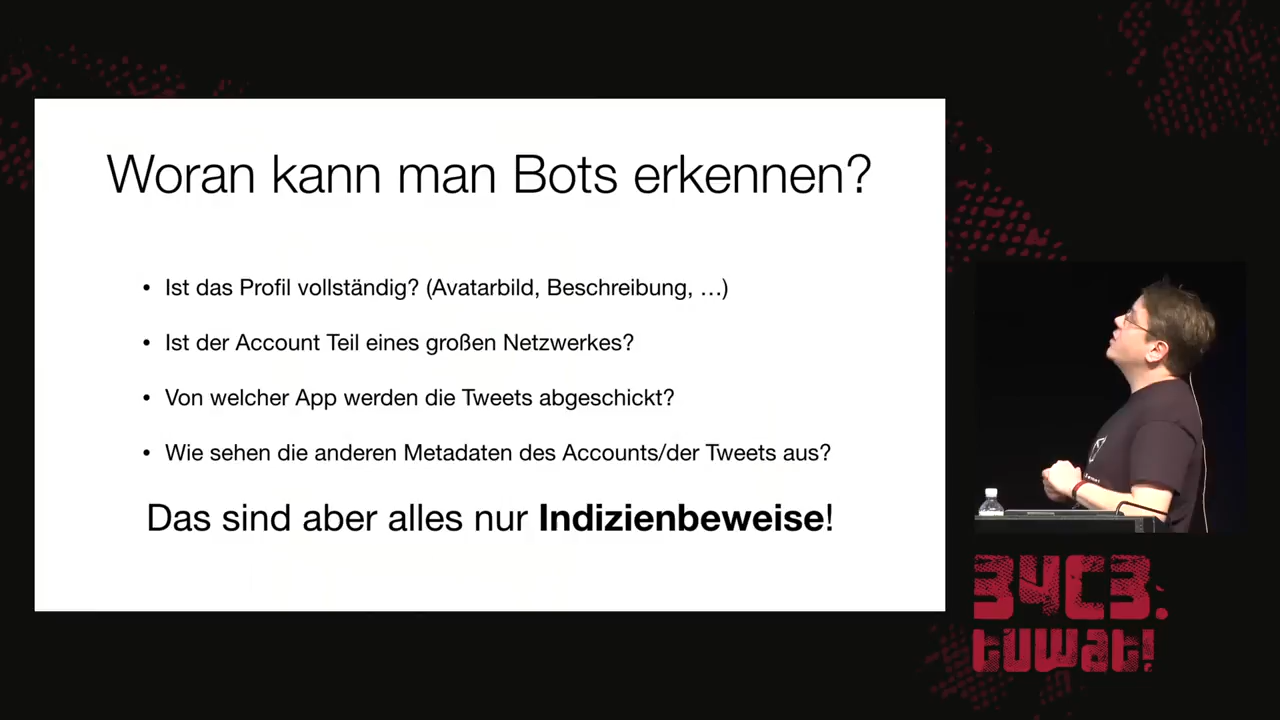 Woran kann man Bots erkennen?
• Ist das Profil vollständig? (Avatarbild, Beschreibung, …)
• Ist der Account Teil eines großen Netzwerkes?
• Von welcher App werden die Tweets abgeschickt?
• Wie sehen die anderen Metadaten des Accounts/der Tweets aus?
Das sind aber alles nur Indizienbeweise!
34C3.
tuwat!